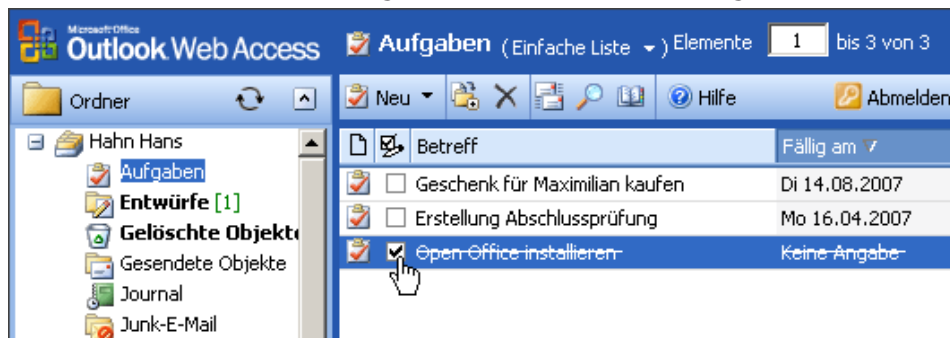 Microsoft Office
Outlook Web Access
Aufgaben (Einfache Liste ) Elemente 1 bis 3 von 3
Ordner
Neu Hilfe Abmelden
Hahn Hans
Aufgaben
Entwürfe [1]
Gelöschte Objekte
Gesendete Objekte
Journal
Junk-E-Mail
Betreff Fällig am
Geschenk für Maximilian kaufen Di 14.08.2007
Erstellung Abschlussprüfung Mo 16.04.2007
Open Office installieren Keine Angabe